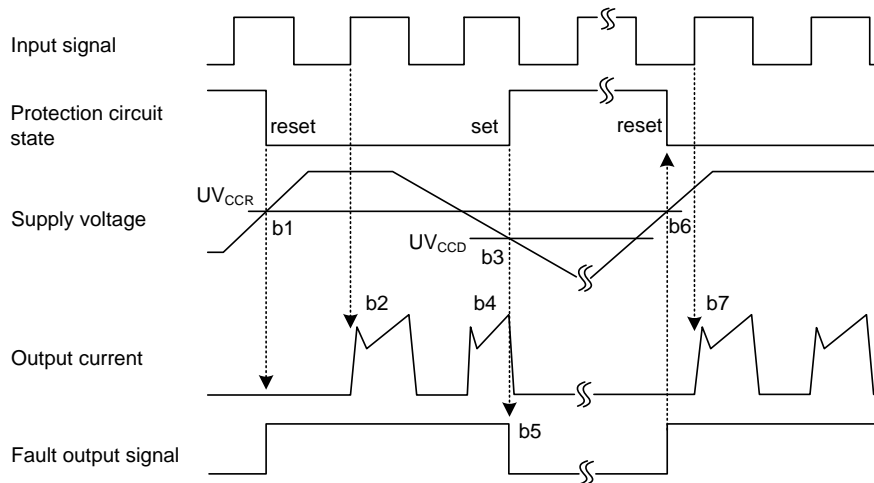 Input signal
Protection circuit
state
reset
set
reset
UVCCR
Supply voltage
b1
UVCCD
b3
b6
b2
b4
b7
Output current
b5
Fault output signal